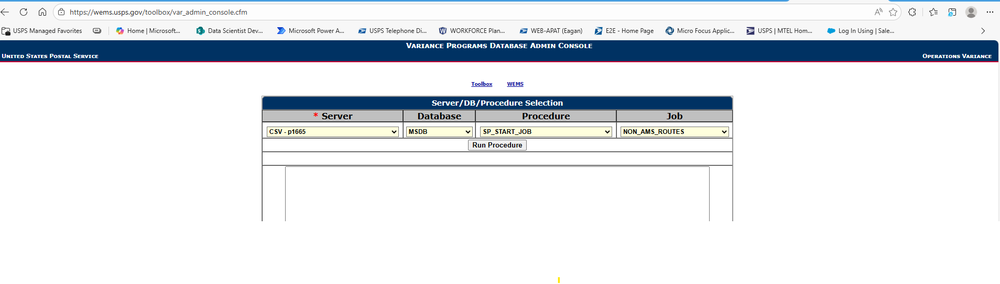 https://wems.usps.gov/toolbox/var_admin_console.cfm
USPS Managed Favorites Home | Microsoft... Data Scientist Dev... Microsoft Power A... USPS Telephone Di... WORKFORCE Plan... WEB-APAT (Eagan) E2E - Home Page Micro Focus Applic... USPS | MTEL Hom... Log In Using | Sale...
Variance Programs Database Admin Console
United States Postal Service Operations Variance
Toolbox WEMS
Server/DB/Procedure Selection
* Server Database Procedure Job
CSV - p1665 MSDB SP_START_JOB NON_AMS_ROUTES
Run Procedure